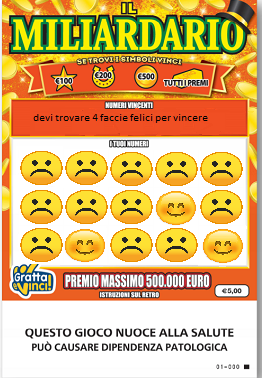 IL
MILIARDARIO
SE TROVI I SIMBOLI VINCI
€100
€200
€500
TUTTI I PREMI
NUMERI VINCENTI
devi trovare 4 faccie felici per vincere
I TUOI NUMERI
Gratta e vinci!
PREMIO MASSIMO 500.000 EURO
ISTRUZIONI SUL RETRO
€5,00
QUESTO GIOCO NUOCE ALLA SALUTE
PUÒ CAUSARE DIPENDENZA PATOLOGICA
01-000